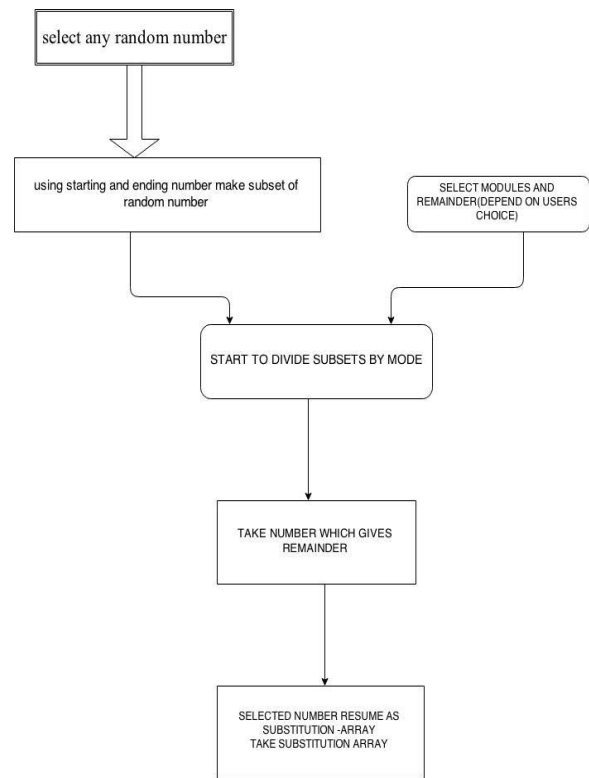 select any random number
using starting and ending number make subset of
random number
SELECT MODULES AND
REMAINDER(DEPEND ON USERS
CHOICE)
START TO DIVIDE SUBSETS BY MODE
TAKE NUMBER WHICH GIVES
REMAINDER
SELECTED NUMBER RESUME AS
SUBSTITUTION -ARRAY
TAKE SUBSTITUTION ARRAY